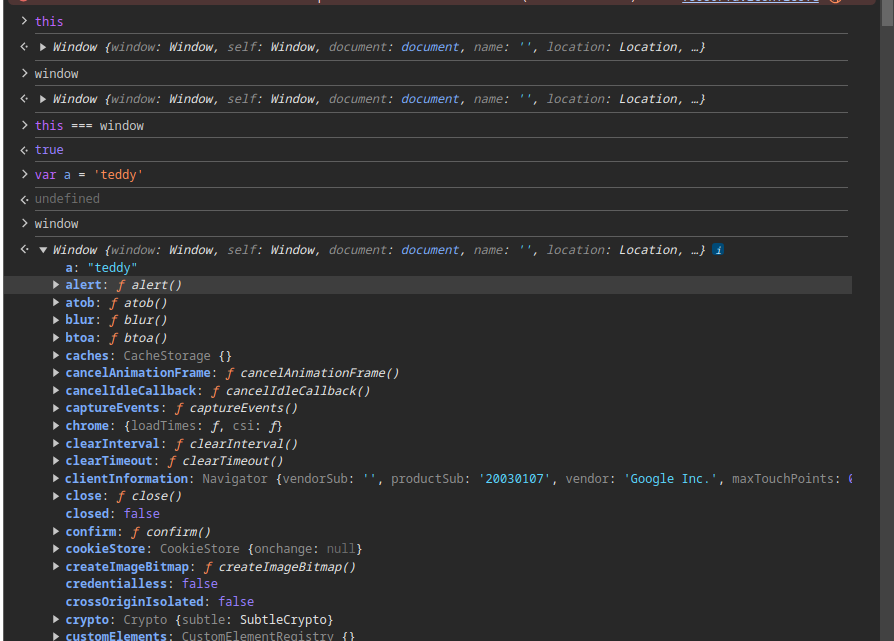 > this
<· ▶ Window {window: Window, self: Window, document: document, name: '', location: Location, …}
> window
<· ▶ Window {window: Window, self: Window, document: document, name: '', location: Location, …}
> this === window
<· true
> var a = 'teddy'
<· undefined
> window
<· ▼ Window {window: Window, self: Window, document: document, name: '', location: Location, …} i
a: "teddy"
▶ alert: ƒ alert()
▶ atob: ƒ atob()
▶ blur: ƒ blur()
▶ btoa: ƒ btoa()
▶ caches: CacheStorage {}
▶ cancelAnimationFrame: ƒ cancelAnimationFrame()
▶ cancelIdleCallback: ƒ cancelIdleCallback()
▶ captureEvents: ƒ captureEvents()
▶ chrome: {loadTimes: ƒ, csi: ƒ}
▶ clearInterval: ƒ clearInterval()
▶ clearTimeout: ƒ clearTimeout()
▶ clientInformation: Navigator {vendorSub: '', productSub: '20030107', vendor: 'Google Inc.', maxTouchPoints: 0
▶ close: ƒ close()
closed: false
▶ confirm: ƒ confirm()
▶ cookieStore: CookieStore {onchange: null}
▶ createImageBitmap: ƒ createImageBitmap()
credentialless: false
crossOriginIsolated: false
▶ crypto: Crypto {subtle: SubtleCrypto}
▶ customElements: CustomElementRegistry {}